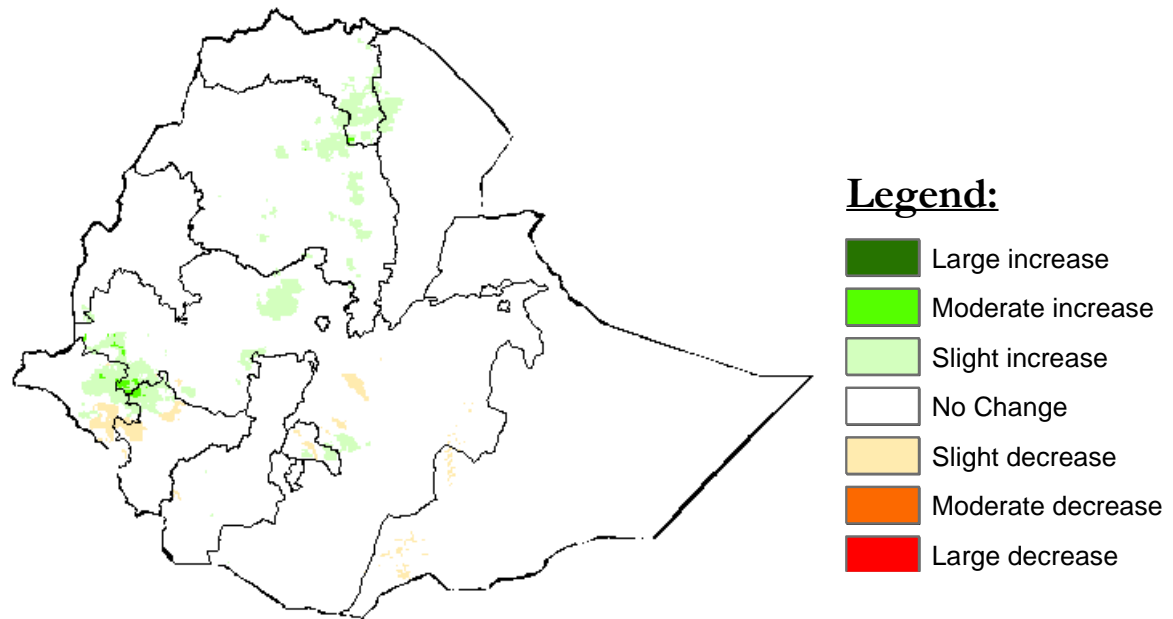 Legend:
Large increase
Moderate increase
Slight increase
No Change
Slight decrease
Moderate decrease
Large decrease